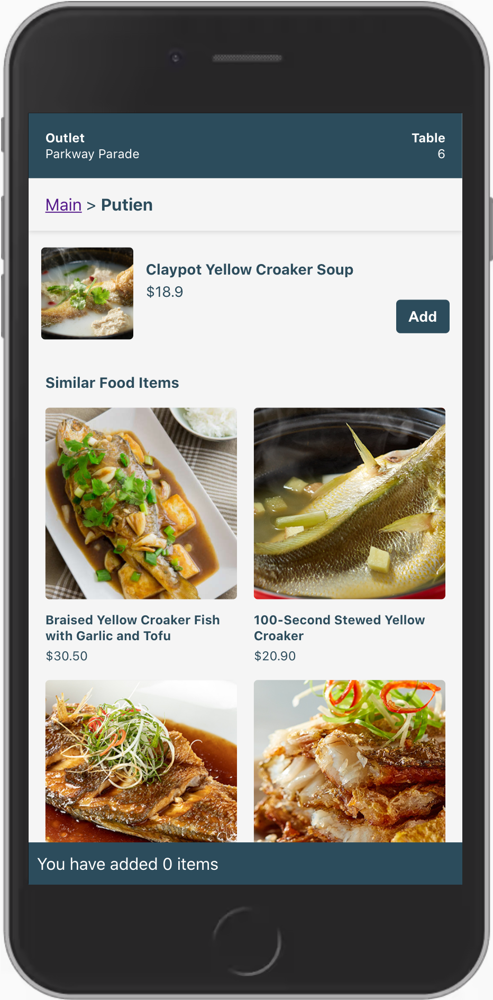 Outlet
Parkway Parade
Table
6
Main > Putien
Claypot Yellow Croaker Soup
$18.9
Add
Similar Food Items
Braised Yellow Croaker Fish
with Garlic and Tofu
$30.50
100-Second Stewed Yellow
Croaker
$20.90
You have added 0 items